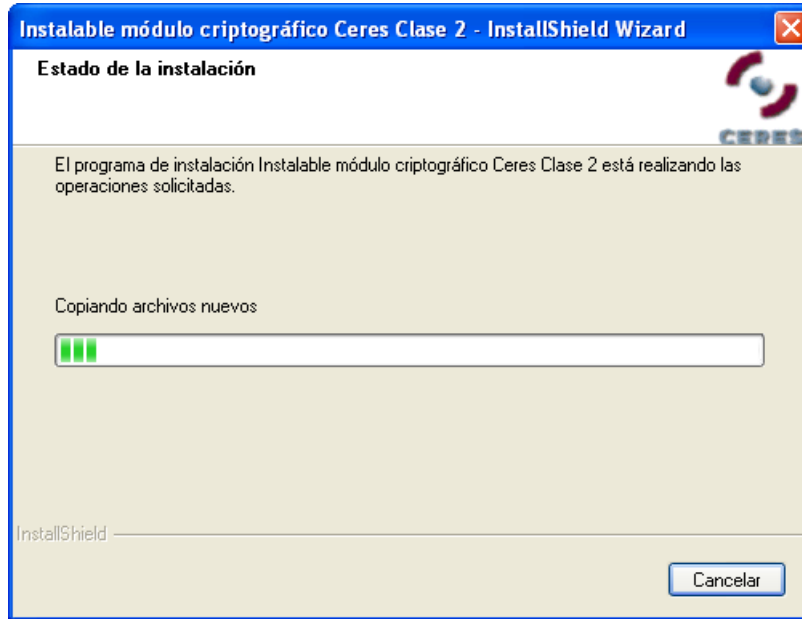 Instalable módulo criptográfico Ceres Clase 2 - InstallShield Wizard
Estado de la instalación
CERES
El programa de instalación Instalable módulo criptográfico Ceres Clase 2 está realizando las
operaciones solicitadas.
Copiando archivos nuevos
InstallShield
Cancelar